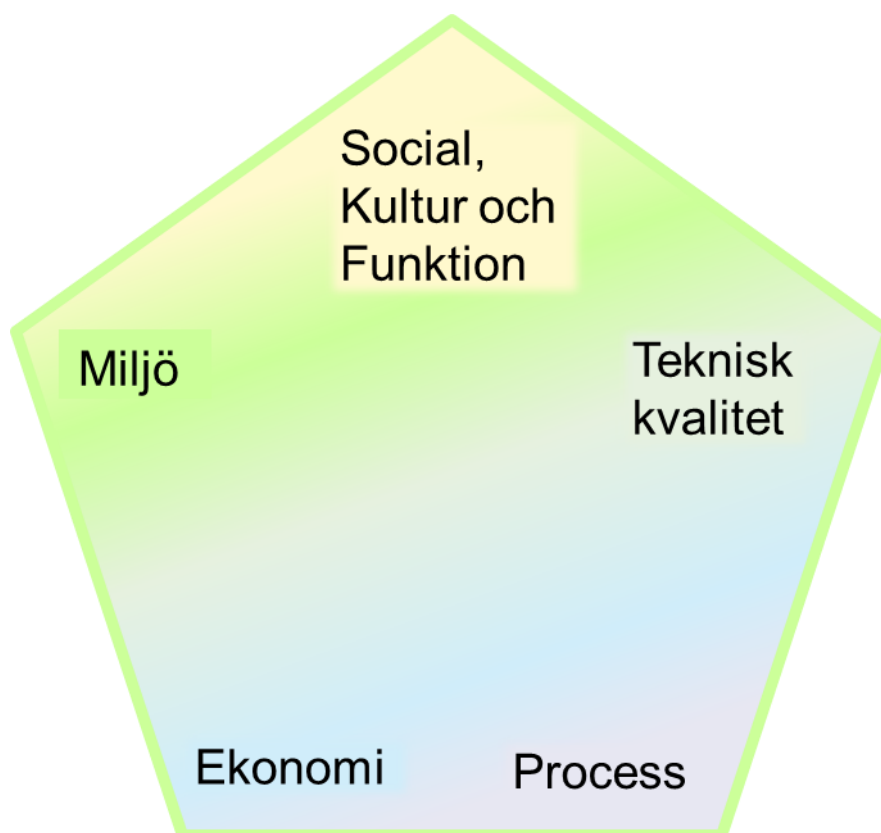 Social,
Kultur och
Funktion
Miljö
Teknisk
kvalitet
Ekonomi
Process